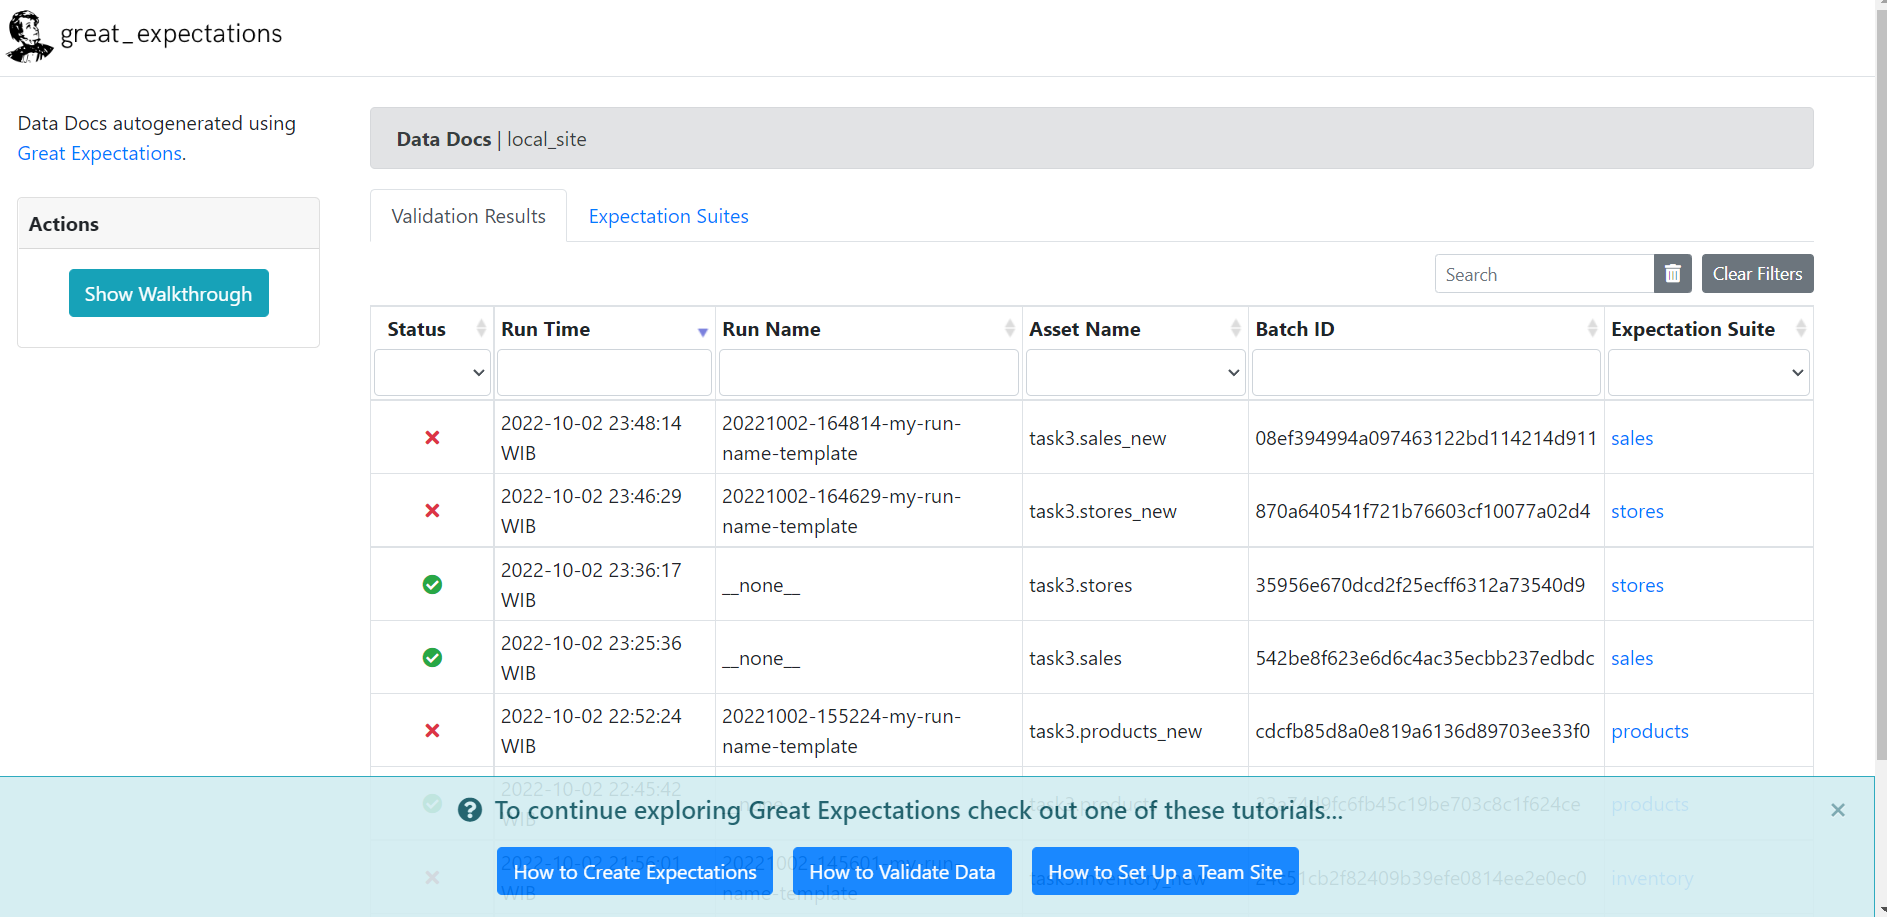 great_expectations
Data Docs autogenerated using
Great Expectations.
Actions
Show Walkthrough
Data Docs | local_site
Validation Results
Expectation Suites
Search
Clear Filters
Status
Run Time
Run Name
Asset Name
Batch ID
Expectation Suite
2022-10-02 23:48:14
WIB
20221002-164814-my-run-
name-template
task3.sales_new
08ef394994a097463122bd114214d911
sales
2022-10-02 23:46:29
WIB
20221002-164629-my-run-
name-template
task3.stores_new
870a640541f721b76603cf10077a02d4
stores
2022-10-02 23:36:17
WIB
__none__
task3.stores
35956e670dcd2f25ecff6312a73540d9
stores
2022-10-02 23:25:36
WIB
__none__
task3.sales
542be8f623e6d6c4ac35ecbb237edbdc
sales
2022-10-02 22:52:24
WIB
20221002-155224-my-run-
name-template
task3.products_new
cdcfb85d8a0e819a6136d89703ee33f0
products
2022-10-02 22:45:42
WIB
products
To continue exploring Great Expectations check out one of these tutorials...
2022-10-02 21:56:01
WIB
20221002-145601-my-run-
name-template
task3.inventory_new
inventory
How to Create Expectations
How to Validate Data
How to Set Up a Team Site